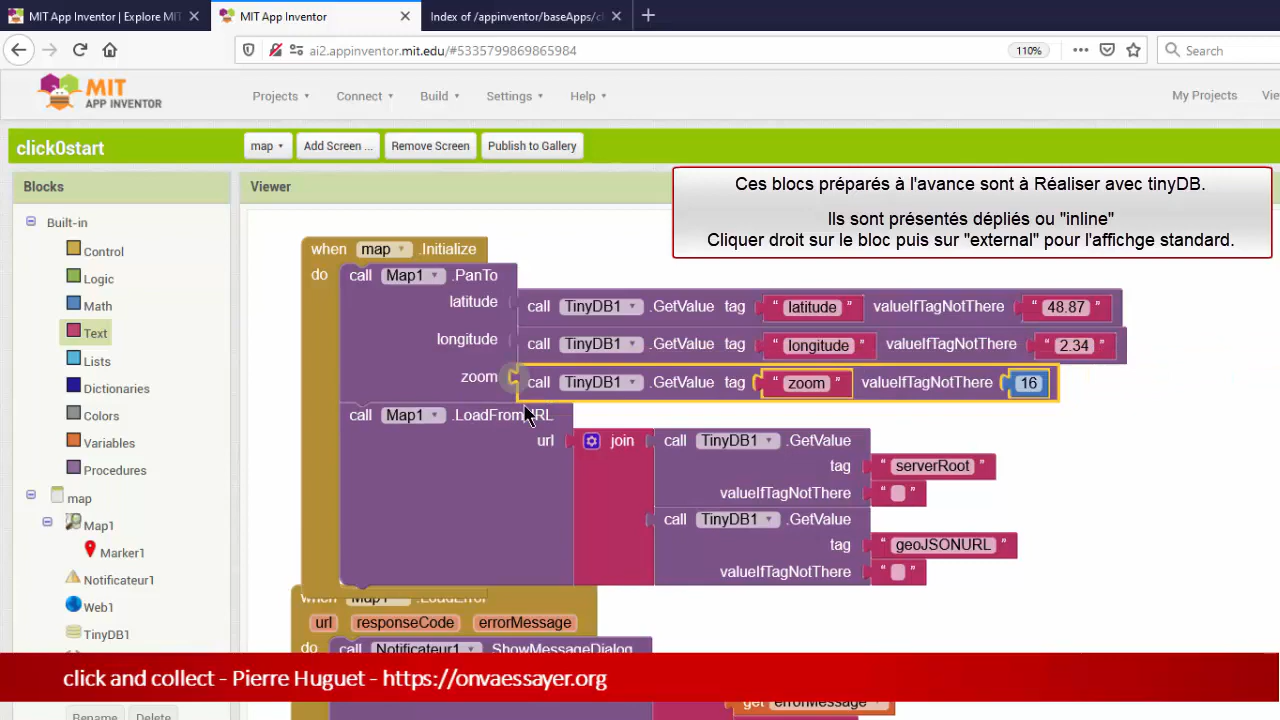 MIT App Inventor | Explore MIT
MIT App Inventor
Index of /appinventor/baseApps/c
ai2.appinventor.mit.edu/#5335799869865984
110%
Search
MIT
APP INVENTOR
Projects
Connect
Build
Settings
Help
My Projects
click0start
map
Add Screen ...
Remove Screen
Publish to Gallery
Blocks
Viewer
Ces blocs préparés à l'avance sont à Réaliser avec tinyDB.
Ils sont présentés dépliés ou "inline"
Cliquer droit sur le bloc puis sur "external" pour l'affichge standard.
Built-in
Control
Logic
Math
Text
Lists
Dictionaries
Colors
Variables
Procedures
map
Map1
Marker1
Notificateur1
Web1
TinyDB1
Rename
Delete
when map .Initialize
do call Map1 .PanTo
latitude call TinyDB1 .GetValue tag " latitude " valueIfTagNotThere " 48.87 "
longitude call TinyDB1 .GetValue tag " longitude " valueIfTagNotThere " 2.34 "
zoom call TinyDB1 .GetValue tag " zoom " valueIfTagNotThere 16
call Map1 .LoadFromURL
url join call TinyDB1 .GetValue
tag " serverRoot "
valueIfTagNotThere " "
call TinyDB1 .GetValue
tag " geoJSONURL "
valueIfTagNotThere " "
when Map1 .LoadError
url responseCode errorMessage
do call Notificateur1 .ShowMessageDialog
click and collect - Pierre Huguet - https://onvaessayer.org
get errorMessage